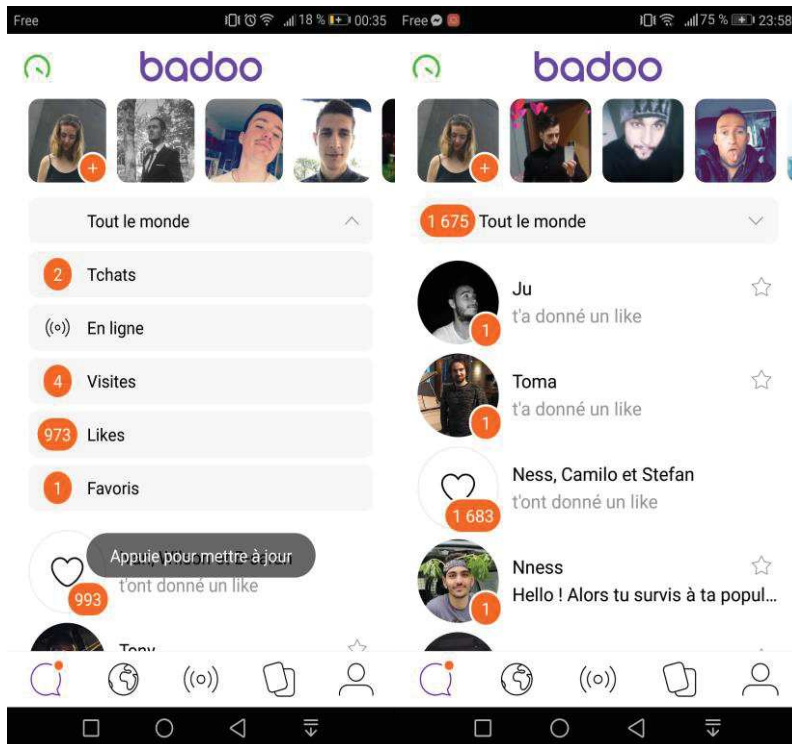 Free 18 % 00:35
badoo
Tout le monde
2 Tchats
En ligne
4 Visites
973 Likes
1 Favoris
Appuie pour mettre à jour
t'ont donné un like
993
Tony
Free 75 % 23:58
badoo
1 675 Tout le monde
Ju
t'a donné un like
1
Toma
t'a donné un like
1
Ness, Camilo et Stefan
t'ont donné un like
1 683
Nness
Hello ! Alors tu survis à ta popul...
1